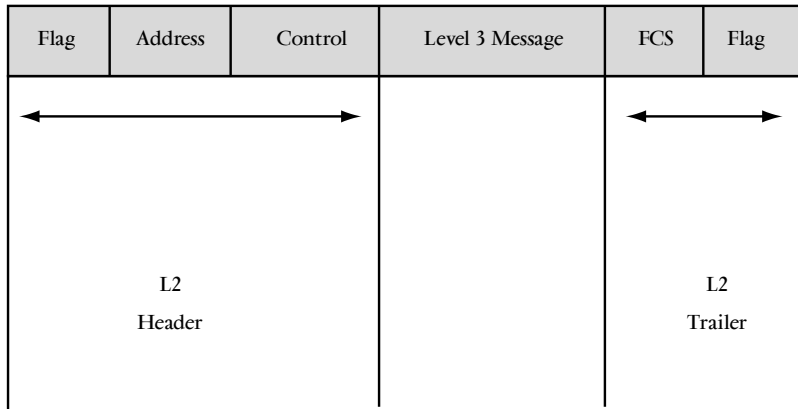 Flag Address Control Level 3 Message FCS Flag
L2 L2
Header Trailer